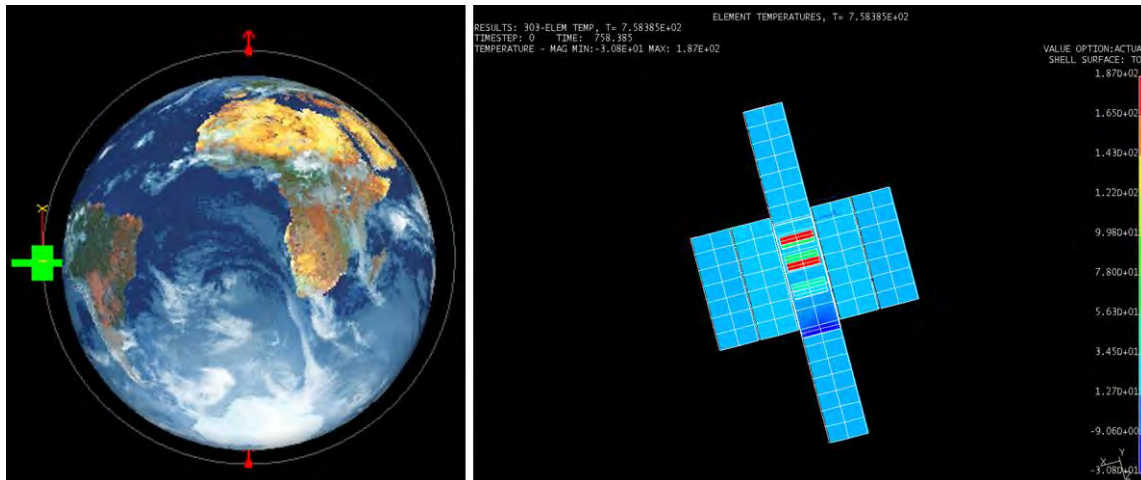 X
ELEMENT TEMPERATURES, T= 7.58385E+02
RESULTS: 303-ELEM TEMP, T= 7.58385E+02
TIMESTEP: 0 TIME: 758.385
TEMPERATURE - MAG MIN:-3.08E+01 MAX: 1.87E+02
VALUE OPTION:ACTUA
SHELL SURFACE: TO
1.87D+02
1.65D+02
1.43D+02
1.22D+02
9.98D+01
7.80D+01
5.63D+01
3.45D+01
1.27D+01
-9.06D+00
-3.08D+01
Y
X
Z